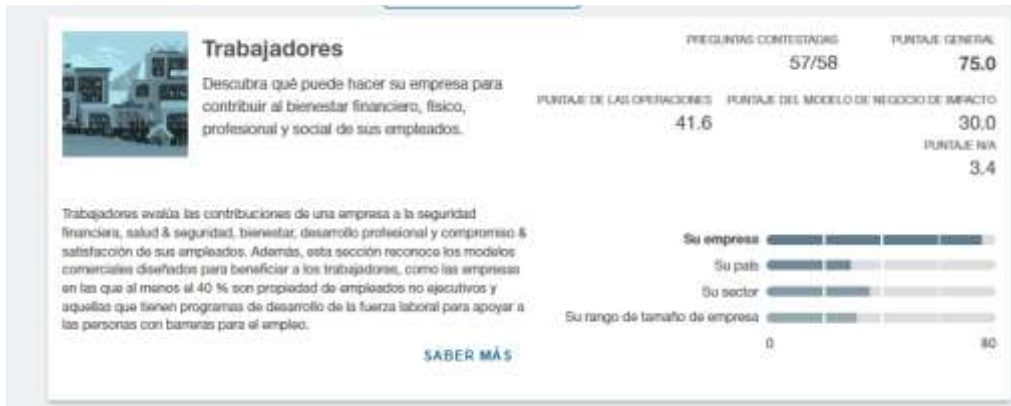 Trabajadores
Descubra qué puede hacer su empresa para
contribuir al bienestar financiero, físico,
profesional y social de sus empleados.
PREGUNTAS CONTESTADAS
57/58
PUNTAJE GENERAL
75.0
PUNTAJE DE LAS OPERACIONES
41.6
PUNTAJE DEL MODELO DE NEGOCIO DE IMPACTO
30.0
PUNTAJE N/A
3.4
Trabajadores evalúa las contribuciones de una empresa a la seguridad
financiera, salud & seguridad, bienestar, desarrollo profesional y compromiso &
satisfacción de sus empleados. Además, esta sección reconoce los modelos
comerciales diseñados para beneficiar a los trabajadores, como las empresas
en las que al menos el 40 % son propiedad de empleados no ejecutivos y
aquellas que tienen programas de desarrollo de la fuerza laboral para apoyar a
las personas con barreras para el empleo.
SABER MÁS
Su empresa
Su país
Su sector
Su rango de tamaño de empresa
0 80